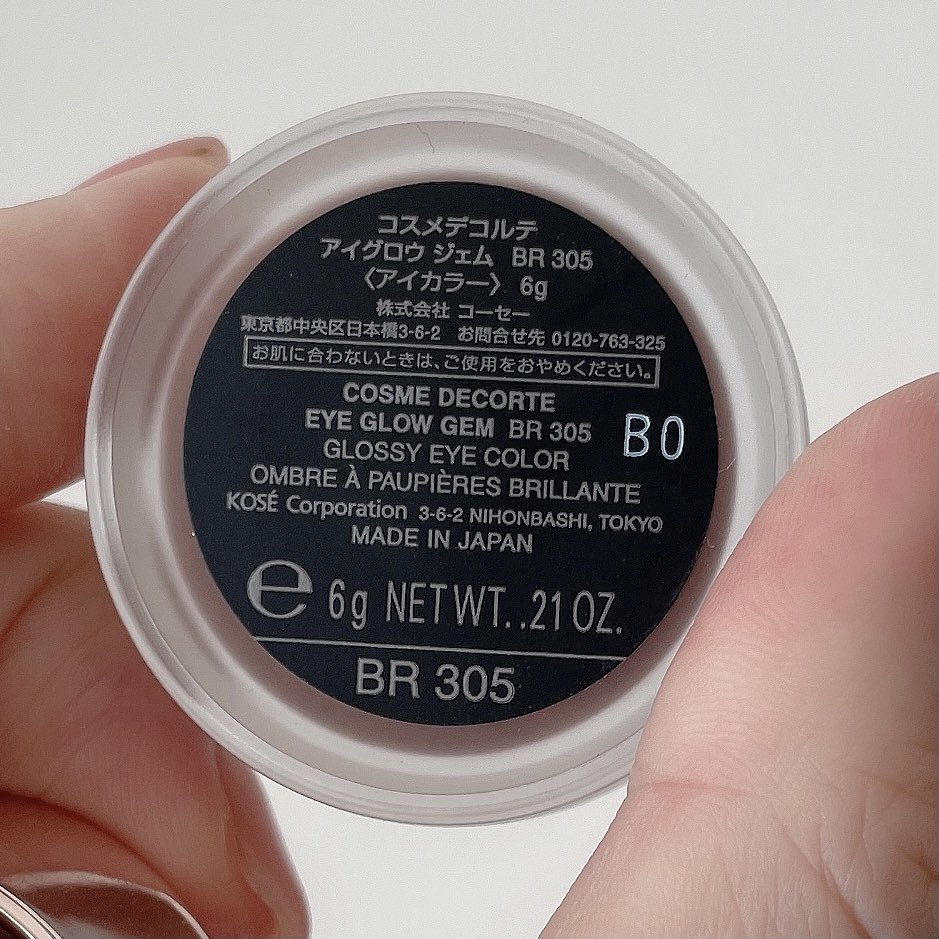 コスメデコルテ
アイグロウ ジェム BR 305
〈アイカラー〉 6g
株式会社 コーセー
東京都中央区日本橋3-6-2 お問合せ先 0120-763-325
お肌に合わないときは、ご使用をおやめください。
COSME DECORTE
EYE GLOW GEM BR 305
GLOSSY EYE COLOR
OMBRE À PAUPIÈRES BRILLANTE
KOSÉ Corporation 3-6-2 NIHONBASHI, TOKYO
MADE IN JAPAN
B0
e 6g NET WT. .21 OZ.
BR 305